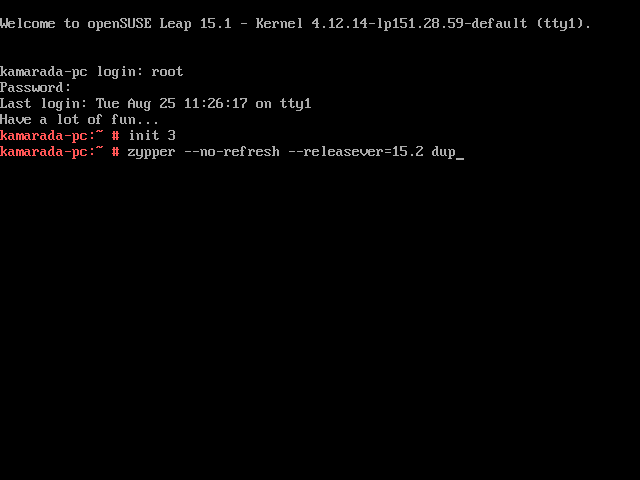 Welcome to openSUSE Leap 15.1 - Kernel 4.12.14-lp151.28.59-default (tty1).
kamarada-pc login: root
Password:
Last login: Tue Aug 25 11:26:17 on tty1
Have a lot of fun...
kamarada-pc:~ # init 3
kamarada-pc:~ # zypper --no-refresh --releasever=15.2 dup_